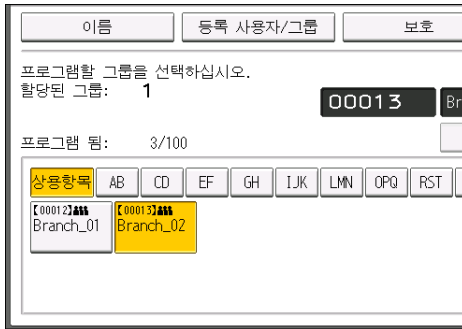 이름 등록 사용자/그룹 보호
프로그램할 그룹을 선택하십시오.
할당된 그룹: 1
00013 Br
프로그램 됨: 3/100
상용항목 AB CD EF GH IJK LMN OPQ RST
【00012】 【00013】
Branch_01 Branch_02